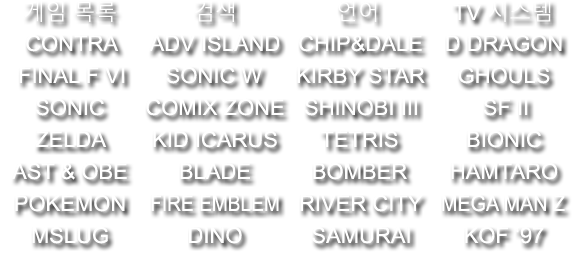 게임 목록 검색 언어 TV 시스템
CONTRA ADV ISLAND CHIP&DALE D DRAGON
FINAL F VI SONIC W KIRBY STAR GHOULS
SONIC COMIX ZONE SHINOBI III SF II
ZELDA KID ICARUS TETRIS BIONIC
AST & OBE BLADE BOMBER HAMTARO
POKEMON FIRE EMBLEM RIVER CITY MEGA MAN Z
MSLUG DINO SAMURAI KOF '97